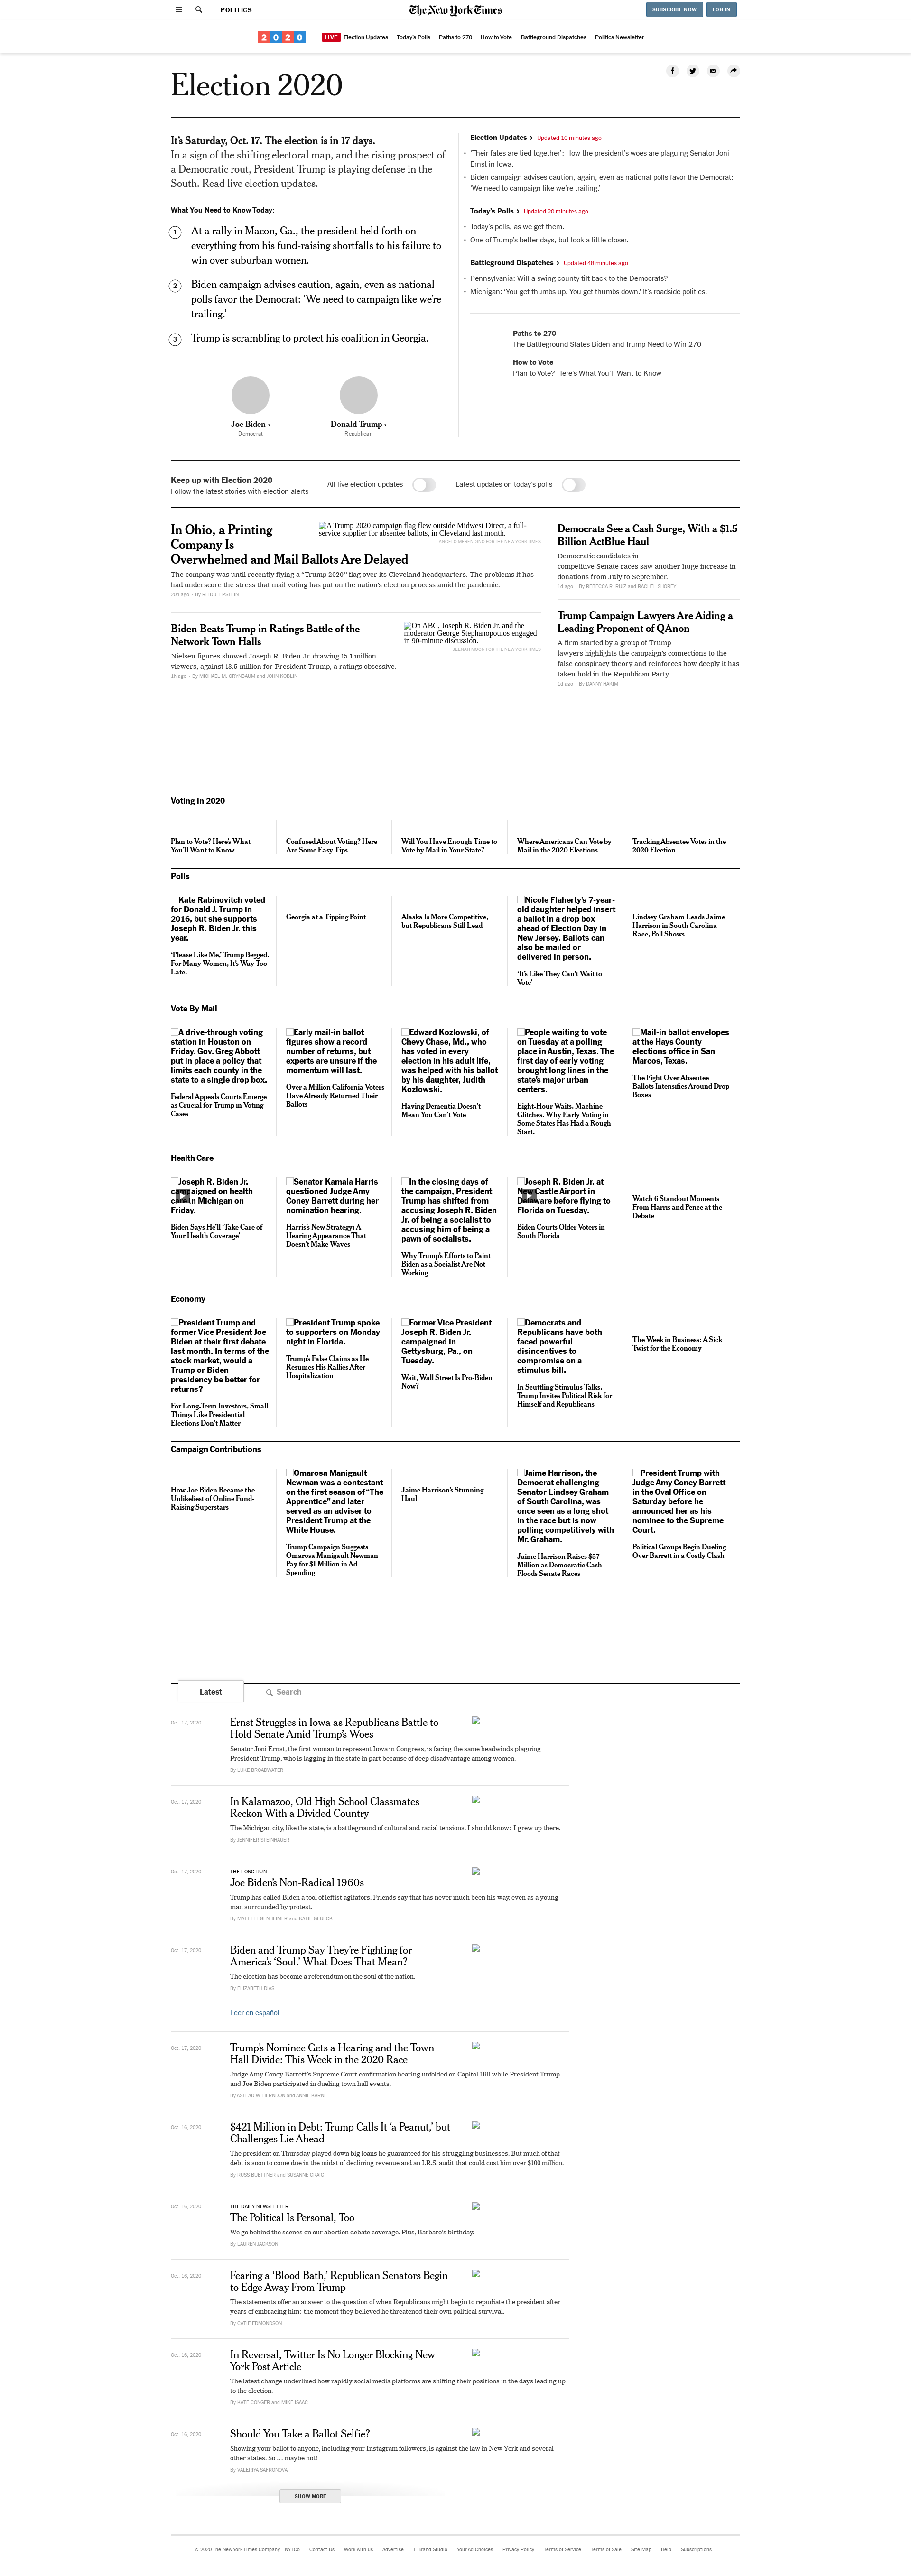 POLITICS
The New York Times
SUBSCRIBE NOW
LOG IN
2020
LIVE Election Updates
Today's Polls
Paths to 270
How to Vote
Battleground Dispatches
Politics Newsletter
Election 2020
It's Saturday, Oct. 17. The election is in 17 days.
In a sign of the shifting electoral map, and the rising prospect of
a Democratic rout, President Trump is playing defense in the
South. Read live election updates.
What You Need to Know Today:
1
At a rally in Macon, Ga., the president held forth on
everything from his fund-raising shortfalls to his failure to
win over suburban women.
2
Biden campaign advises caution, again, even as national
polls favor the Democrat: ‘We need to campaign like we’re
trailing.’
3
Trump is scrambling to protect his coalition in Georgia.
Joe Biden ›
Democrat
Donald Trump ›
Republican
Election Updates › Updated 10 minutes ago
• ‘Their fates are tied together’: How the president’s woes are plaguing Senator Joni
Ernst in Iowa.
• Biden campaign advises caution, again, even as national polls favor the Democrat:
‘We need to campaign like we’re trailing.’
Today’s Polls › Updated 20 minutes ago
• Today’s polls, as we get them.
• One of Trump’s better days, but look a little closer.
Battleground Dispatches › Updated 48 minutes ago
• Pennsylvania: Will a swing county tilt back to the Democrats?
• Michigan: ‘You get thumbs up. You get thumbs down.’ It’s roadside politics.
Paths to 270
The Battleground States Biden and Trump Need to Win 270
How to Vote
Plan to Vote? Here’s What You’ll Want to Know
Keep up with Election 2020
Follow the latest stories with election alerts
All live election updates
Latest updates on today’s polls
In Ohio, a Printing
Company Is
Overwhelmed and Mail Ballots Are Delayed
A Trump 2020 campaign flag flew outside Midwest Direct, a full-
service supplier for absentee ballots, in Cleveland last month.
ANGELO MERENDINO FOR THE NEW YORK TIMES
The company was until recently flying a “Trump 2020” flag over its Cleveland headquarters. The problems it has
had underscore the stress that mail voting has put on the nation’s election process amid the pandemic.
20h ago – By REID J. EPSTEIN
Biden Beats Trump in Ratings Battle of the
Network Town Halls
Nielsen figures showed Joseph R. Biden Jr. drawing 15.1 million
viewers, against 13.5 million for President Trump, a ratings obsessive.
1h ago – By MICHAEL M. GRYNBAUM and JOHN KOBLIN
On ABC, Joseph R. Biden Jr. and the
moderator George Stephanopoulos engaged
in 90-minute discussion.
JEENAH MOON FOR THE NEW YORK TIMES
Democrats See a Cash Surge, With a $1.5
Billion ActBlue Haul
Democratic candidates in
competitive Senate races saw another huge increase in
donations from July to September.
1d ago – By REBECCA R. RUIZ and RACHEL SHOREY
Trump Campaign Lawyers Are Aiding a
Leading Proponent of QAnon
A firm used by a group of Trump
lawyers highlights the campaign’s connections to the
false conspiracy theory and reinforces how deeply it has
taken hold in the Republican Party.
1d ago – By DANNY HAKIM
Voting in 2020
Plan to Vote? Here’s What
You’ll Want to Know
Confused About Voting? Here
Are Some Easy Tips
Will You Have Enough Time to
Vote by Mail in Your State?
Where Americans Can Vote by
Mail in the 2020 Elections
Tracking Absentee Votes in the
2020 Election
Polls
Kate Rabinovitch voted
for Donald J. Trump in
2016, but she supports
Joseph R. Biden Jr. this
year.
‘Please Like Me,’ Trump Begged.
For Many Women, It’s Way Too
Late.
Georgia at a Tipping Point
Alaska Is More Competitive,
but Republicans Still Lead
Nicole Flaherty’s 7-year-
old daughter helped insert
a ballot in a drop box
ahead of Election Day in
New Jersey. Ballots can
also be mailed or
delivered in person.
‘It’s Like They Can’t Wait to
Vote’
Lindsey Graham Leads Jaime
Harrison in South Carolina
Race, Poll Shows
Vote By Mail
A drive-through voting
station in Houston on
Friday. Gov. Greg Abbott
put in place a policy that
limits each county in the
state to a single drop box.
Federal Appeals Courts Emerge
as Crucial for Trump in Voting
Cases
Early mail-in ballot
figures show a record
number of returns, but
experts are unsure if the
momentum will last.
Over a Million California Voters
Have Already Returned Their
Ballots
Edward Kozlowski, of
Chevy Chase, Md., who
has voted in every
election in his adult life,
was helped with his ballot
by his daughter, Judith
Kozlowski.
Having Dementia Doesn’t
Mean You Can’t Vote
People waiting to vote
on Tuesday at a polling
place in Austin, Texas. The
first day of early voting
brought long lines in the
state’s major urban
centers.
Eight-Hour Waits. Machine
Glitches. Why Early Voting in
Some States Has Had a Rough
Start.
Mail-in ballot envelopes
at the Hays County
elections office in San
Marcos, Texas.
The Fight Over Absentee
Ballots Intensifies Around Drop
Boxes
Health Care
Joseph R. Biden Jr.
campaigned on health
in Michigan on
Friday.
Biden Says He’ll ‘Take Care of
Your Health Coverage’
Senator Kamala Harris
questioned Judge Amy
Coney Barrett during her
nomination hearing.
Harris’s New Strategy: A
Hearing Appearance That
Doesn’t Make Waves
In the closing days of
the campaign, President
Trump has shifted from
accusing Joseph R. Biden
Jr. of being a socialist to
accusing him of being a
pawn of socialists.
Why Trump’s Efforts to Paint
Biden as a Socialist Are Not
Working
Joseph R. Biden Jr. at
New Castle Airport in
Delaware before flying to
Florida on Tuesday.
Biden Courts Older Voters in
South Florida
Watch 6 Standout Moments
From Harris and Pence at the
Debate
Economy
President Trump and
former Vice President Joe
Biden at their first debate
last month. In terms of the
stock market, would a
Trump or Biden
presidency be better for
returns?
For Long-Term Investors, Small
Things Like Presidential
Elections Don’t Matter
President Trump spoke
to supporters on Monday
night in Florida.
Trump’s False Claims as He
Resumes His Rallies After
Hospitalization
Former Vice President
Joseph R. Biden Jr.
campaigned in
Gettysburg, Pa., on
Tuesday.
Wait, Wall Street Is Pro-Biden
Now?
Democrats and
Republicans have both
faced powerful
disincentives to
compromise on a
stimulus bill.
In Scuttling Stimulus Talks,
Trump Invites Political Risk for
Himself and Republicans
The Week in Business: A Sick
Twist for the Economy
Campaign Contributions
How Joe Biden Became the
Unlikeliest of Online Fund-
Raising Superstars
Omarosa Manigault
Newman was a contestant
on the first season of “The
Apprentice” and later
served as an adviser to
President Trump at the
White House.
Trump Campaign Suggests
Omarosa Manigault Newman
Pay for $1 Million in Ad
Spending
Jaime Harrison’s Stunning
Haul
Jaime Harrison, the
Democrat challenging
Senator Lindsey Graham
of South Carolina, was
once seen as a long shot
in the race but is now
polling competitively with
Mr. Graham.
Jaime Harrison Raises $57
Million as Democratic Cash
Floods Senate Races
President Trump with
Judge Amy Coney Barrett
in the Oval Office on
Saturday before he
announced her as his
nominee to the Supreme
Court.
Political Groups Begin Dueling
Over Barrett in a Costly Clash
Latest
Search
Oct. 17, 2020
Ernst Struggles in Iowa as Republicans Battle to
Hold Senate Amid Trump’s Woes
Senator Joni Ernst, the first woman to represent Iowa in Congress, is facing the same headwinds plaguing
President Trump, who is lagging in the state in part because of deep disadvantage among women.
By LUKE BROADWATER
Oct. 17, 2020
In Kalamazoo, Old High School Classmates
Reckon With a Divided Country
The Michigan city, like the state, is a battleground of cultural and racial tensions. I should know: I grew up there.
By JENNIFER STEINHAUER
Oct. 17, 2020
THE LONG RUN
Joe Biden’s Non-Radical 1960s
Trump has called Biden a tool of leftist agitators. Friends say that has never much been his way, even as a young
man surrounded by protest.
By MATT FLEGENHEIMER and KATIE GLUECK
Oct. 17, 2020
Biden and Trump Say They’re Fighting for
America’s ‘Soul.’ What Does That Mean?
The election has become a referendum on the soul of the nation.
By ELIZABETH DIAS
Leer en español
Oct. 17, 2020
Trump’s Nominee Gets a Hearing and the Town
Hall Divide: This Week in the 2020 Race
Judge Amy Coney Barrett’s Supreme Court confirmation hearing unfolded on Capitol Hill while President Trump
and Joe Biden participated in dueling town hall events.
By ASTEAD W. HERNDON and ANNIE KARNI
Oct. 16, 2020
$421 Million in Debt: Trump Calls It ‘a Peanut,’ but
Challenges Lie Ahead
The president on Thursday played down big loans he guaranteed for his struggling businesses. But much of that
debt is soon to come due in the midst of declining revenue and an I.R.S. audit that could cost him over $100 million.
By RUSS BUETTNER and SUSANNE CRAIG
Oct. 16, 2020
THE DAILY NEWSLETTER
The Political Is Personal, Too
We go behind the scenes on our abortion debate coverage. Plus, Barbaro’s birthday.
By LAUREN JACKSON
Oct. 16, 2020
Fearing a ‘Blood Bath,’ Republican Senators Begin
to Edge Away From Trump
The statements offer an answer to the question of when Republicans might begin to repudiate the president after
years of embracing him: the moment they believed he threatened their own political survival.
By CATIE EDMONDSON
Oct. 16, 2020
In Reversal, Twitter Is No Longer Blocking New
York Post Article
The latest change underlined how rapidly social media platforms are shifting their positions in the days leading up
to the election.
By KATE CONGER and MIKE ISAAC
Oct. 16, 2020
Should You Take a Ballot Selfie?
Showing your ballot to anyone, including your Instagram followers, is against the law in New York and several
other states. So … maybe not!
By VALERIYA SAFRONOVA
SHOW MORE
© 2020 The New York Times Company NYTCo Contact Us Work with us Advertise T Brand Studio Your Ad Choices Privacy Policy Terms of Service Terms of Sale Site Map Help Subscriptions